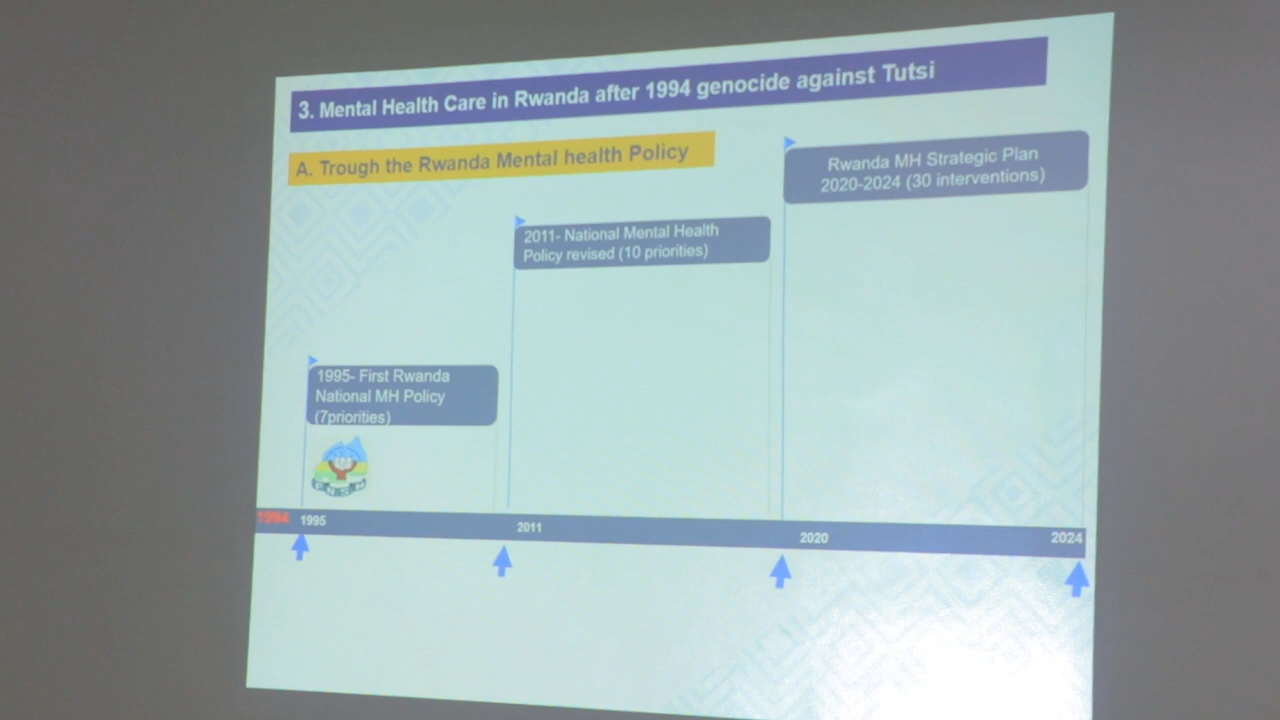 3. Mental Health Care in Rwanda after 1994 genocide against Tutsi
A. Trough the Rwanda Mental health Policy
Rwanda MH Strategic Plan
2020-2024 (30 interventions)
2011- National Mental Health
Policy revised (10 priorities)
1995- First Rwanda
National MH Policy
(7priorities)
P N S M
1994 1995 2011 2020 2024